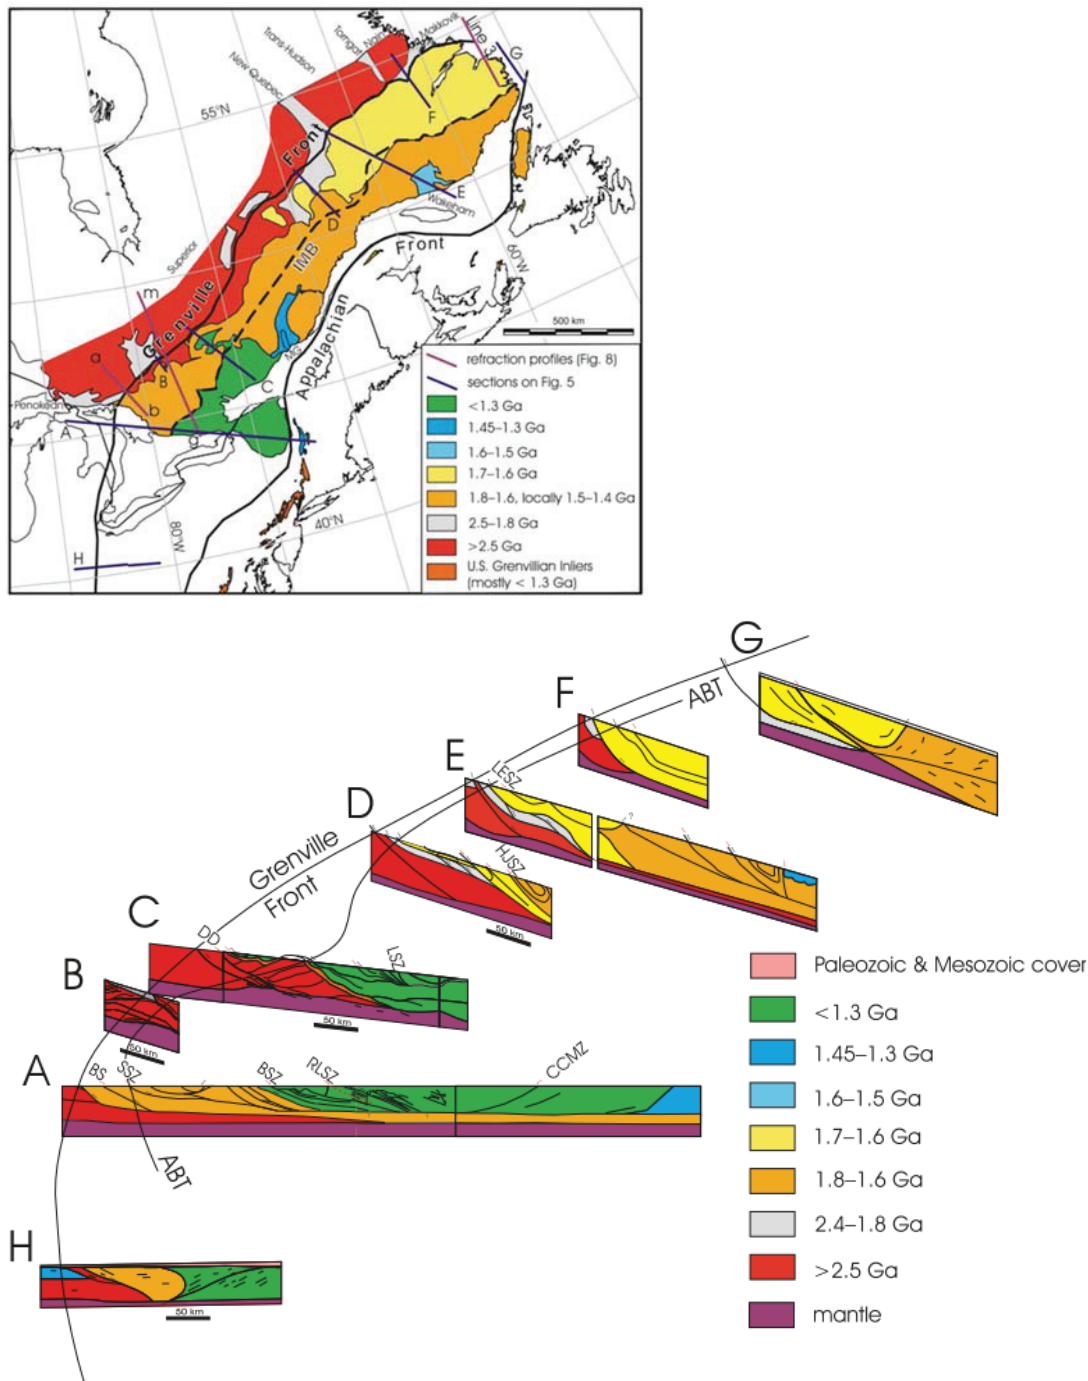 Trans-Hudson
Torngat
Nain
Makkovik
Line 3
G
New Quebec
55°N
F
Front
E
Wakeham
D
Front
60°W
IMB
Superior
m
Grenville
500 km
a
MG
Appalachian
B
C
Penokean
b
A
g
80°W
40°N
H
refraction profiles (Fig. 8)
sections on Fig. 5
<1.3 Ga
1.45–1.3 Ga
1.6–1.5 Ga
1.7–1.6 Ga
1.8–1.6, locally 1.5–1.4 Ga
2.5–1.8 Ga
>2.5 Ga
U.S. Grenvillian Inliers
(mostly < 1.3 Ga)
G
F
ABT
E
LESZ
D
?
Grenville
Front
HJSZ
50 km
C
DD
LSZ
B
50 km
50 km
A
BS
SSZ
BSZ
RLSZ
CCMZ
ABT
H
50 km
Paleozoic & Mesozoic cover
<1.3 Ga
1.45–1.3 Ga
1.6–1.5 Ga
1.7–1.6 Ga
1.8–1.6 Ga
2.4–1.8 Ga
>2.5 Ga
mantle